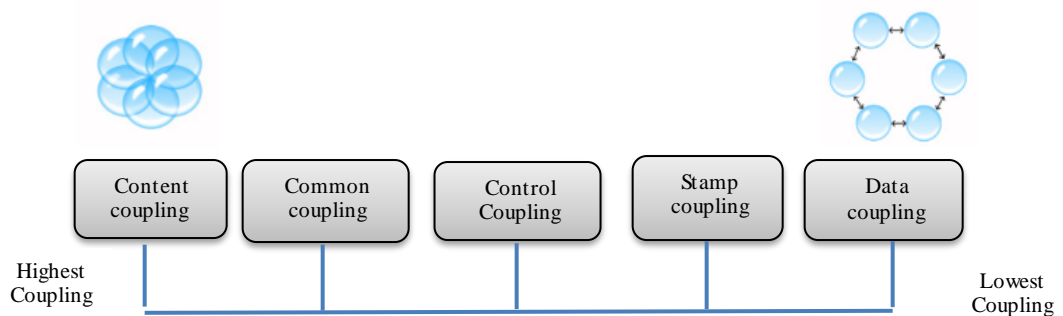 Content
coupling
Common
coupling
Control
Coupling
Stamp
coupling
Data
coupling
Highest
Coupling
Lowest
Coupling